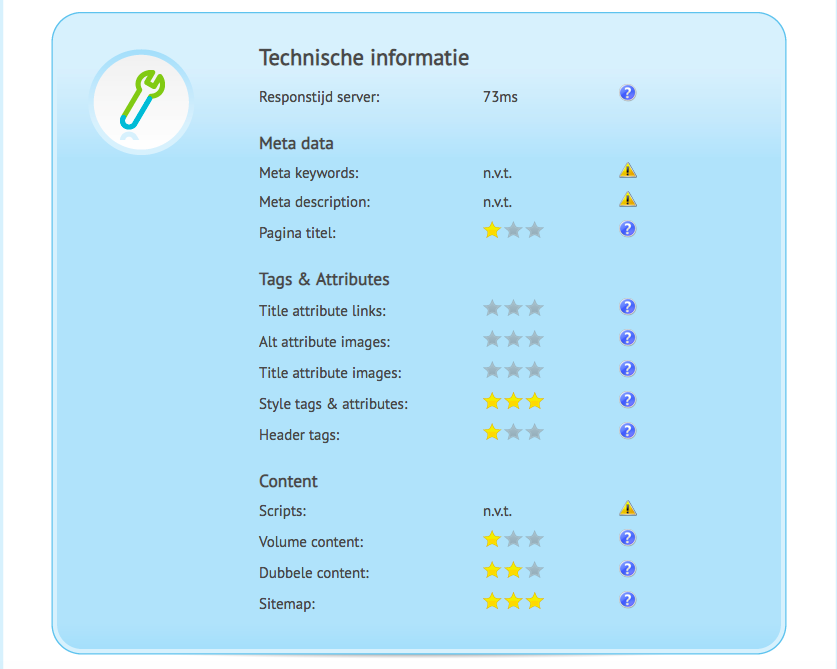 Technische informatie
Responstijd server: 73ms ?
Meta data
Meta keywords: n.v.t. !
Meta description: n.v.t. !
Pagina titel: ?
Tags & Attributes
Title attribute links: ?
Alt attribute images: ?
Title attribute images: ?
Style tags & attributes: ?
Header tags: ?
Content
Scripts: n.v.t. !
Volume content: ?
Dubbele content: ?
Sitemap: ?